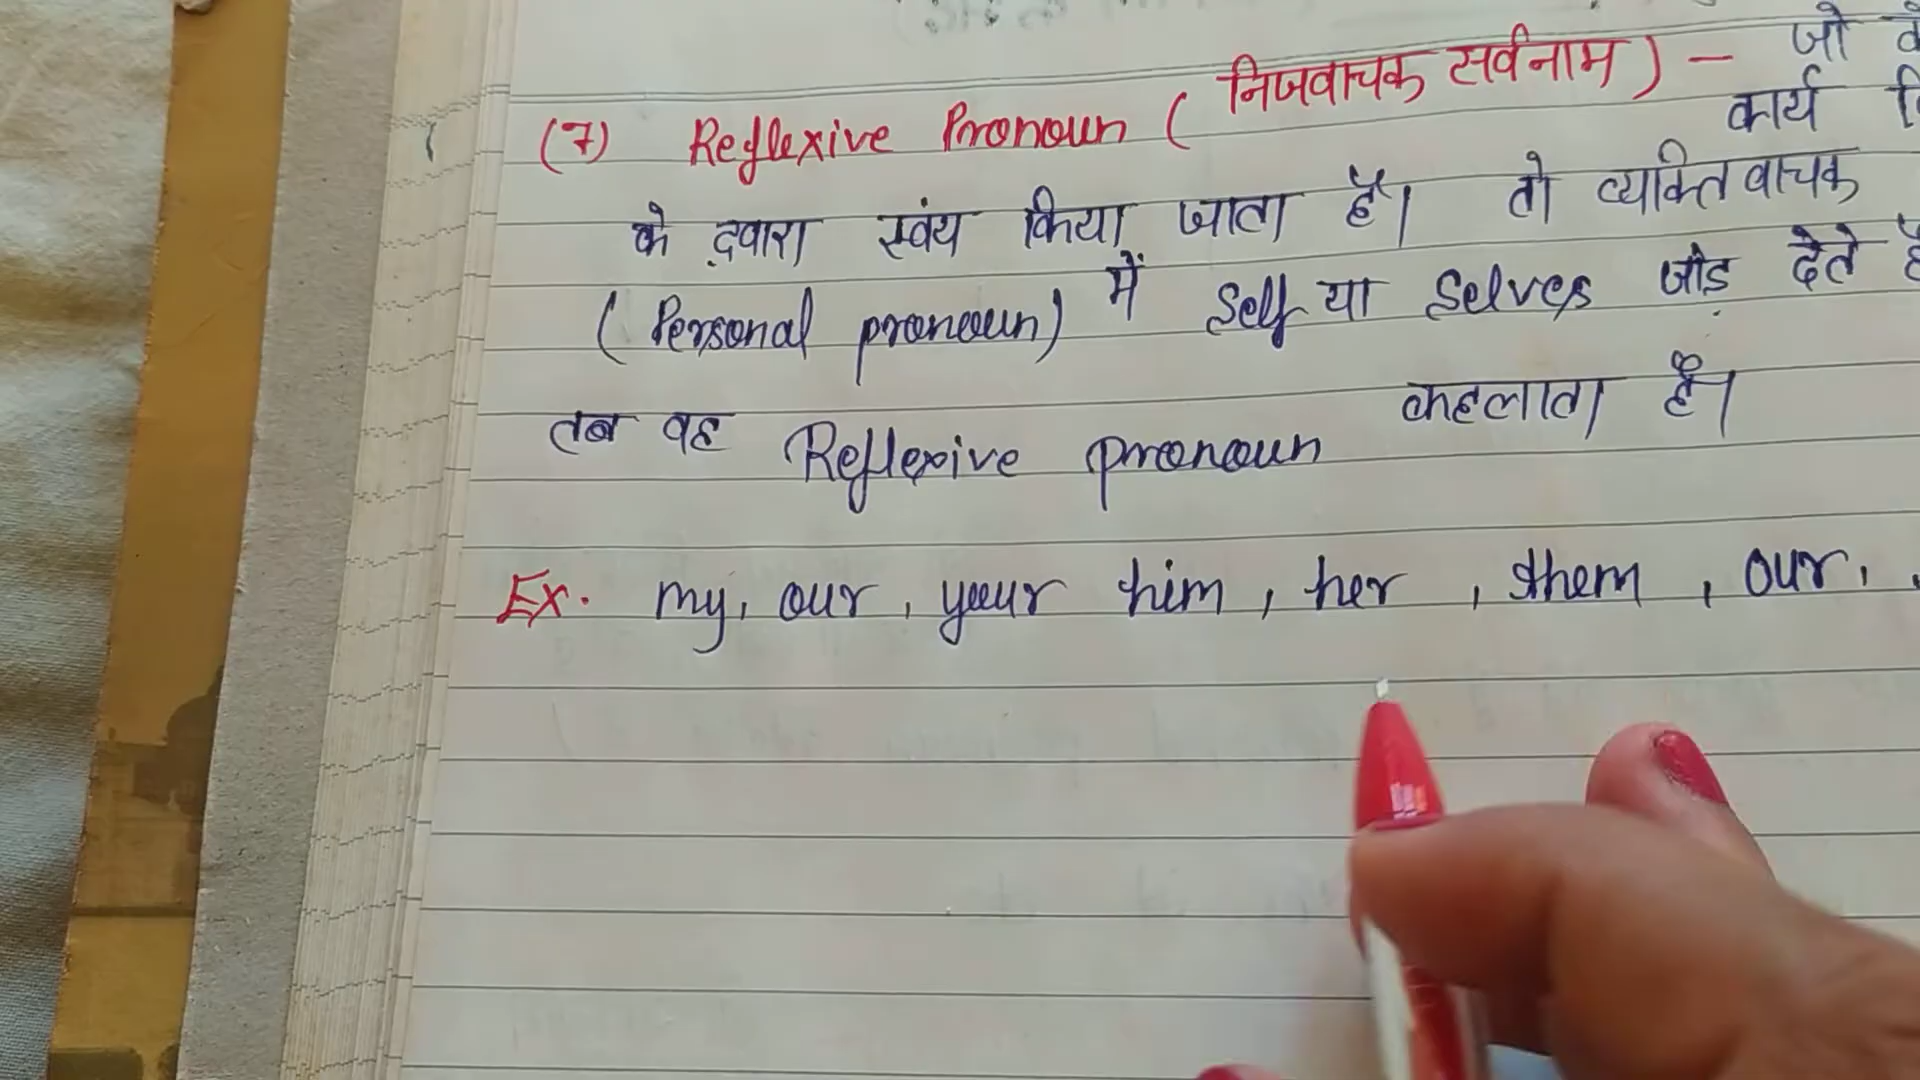 (7) Reflexive Pronoun ( निजवाचक सर्वनाम ) – जो
कार्य
के द्वारा स्वंय किया जाता है। तो व्यक्तिवाचक
( Personal pronoun) में Self या Selves जोड़ देते
तब वह Reflexive pronoun कहलाता है।
Ex. my, our, your him, her, them, our,